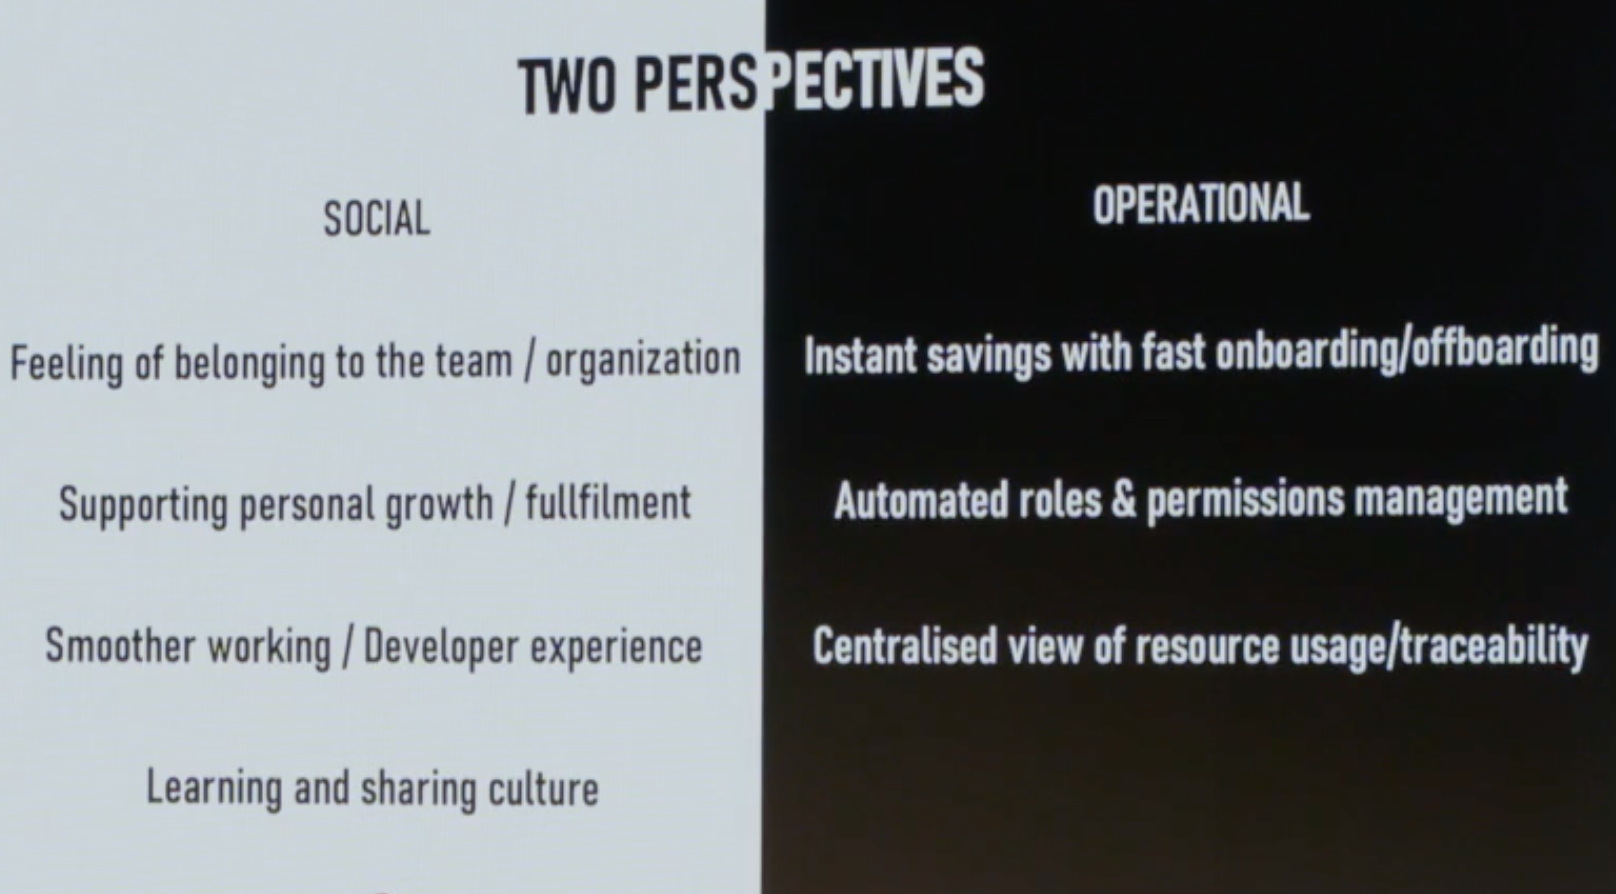 TWO PERSPECTIVES
SOCIAL
Feeling of belonging to the team / organization
Supporting personal growth / fullfilment
Smoother working / Developer experience
Learning and sharing culture
OPERATIONAL
Instant savings with fast onboarding/offboarding
Automated roles & permissions management
Centralised view of resource usage/traceability